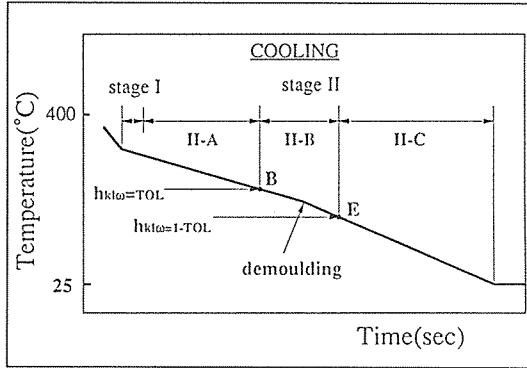 COOLING
stage I
stage II
400
II-A
II-B
II-C
B
hklω=TOL
E
hklω=1-TOL
demoulding
25
Temperature(°C)
Time(sec)